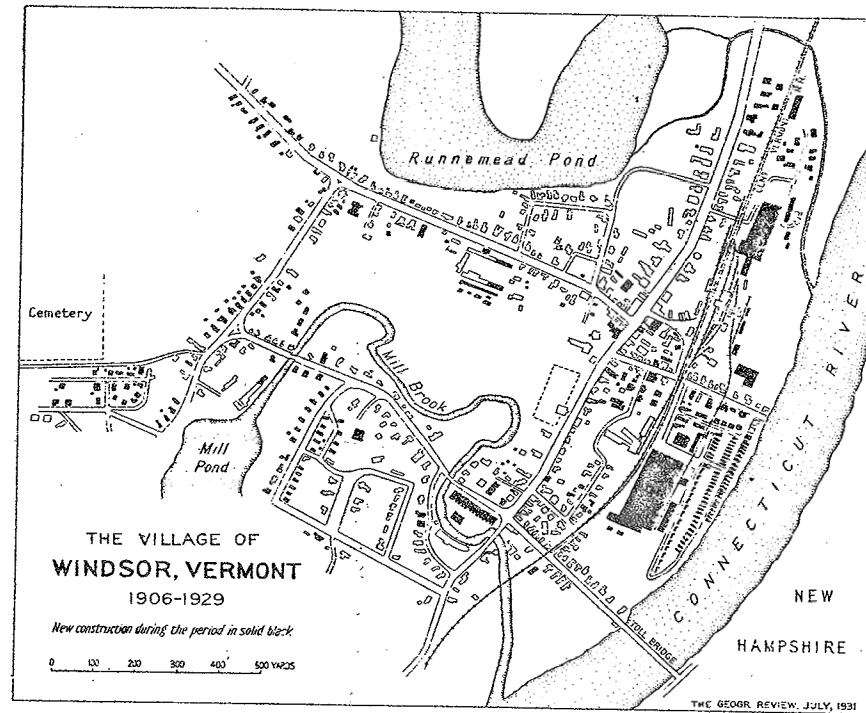 Runnemead Pond
CENT. VERMONT R.R.
Cemetery
Mill Brook
Mill
Pond
CONNECTICUT RIVER
THE VILLAGE OF
WINDSOR, VERMONT
1906-1929
New construction during the period in solid black
0 100 200 300 400 500 YARDS
TOLL BRIDGE
NEW
HAMPSHIRE
THE GEOGR. REVIEW, JULY, 1931